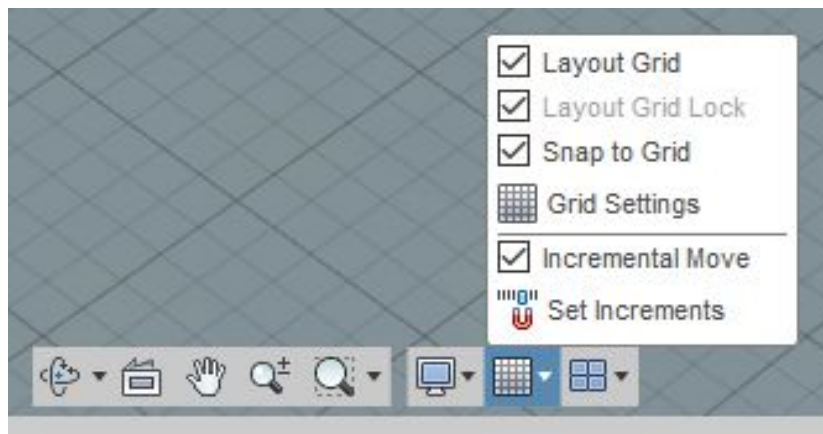 Layout Grid
Layout Grid Lock
Snap to Grid
Grid Settings
Incremental Move
Set Increments